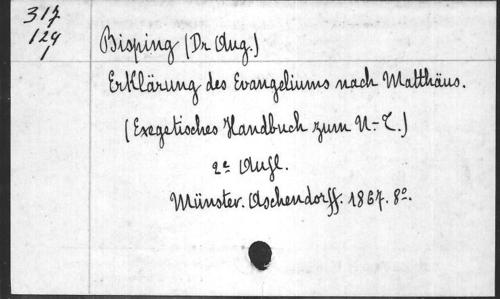 317
124
1
Bisping (Dr Aug.)
Erklärung des Evangeliums nach Matthäus.
(Exegetisches Handbuch zum N.-T.)
2e Aufl.
Münster. Aschendorff. 1867. 8o.